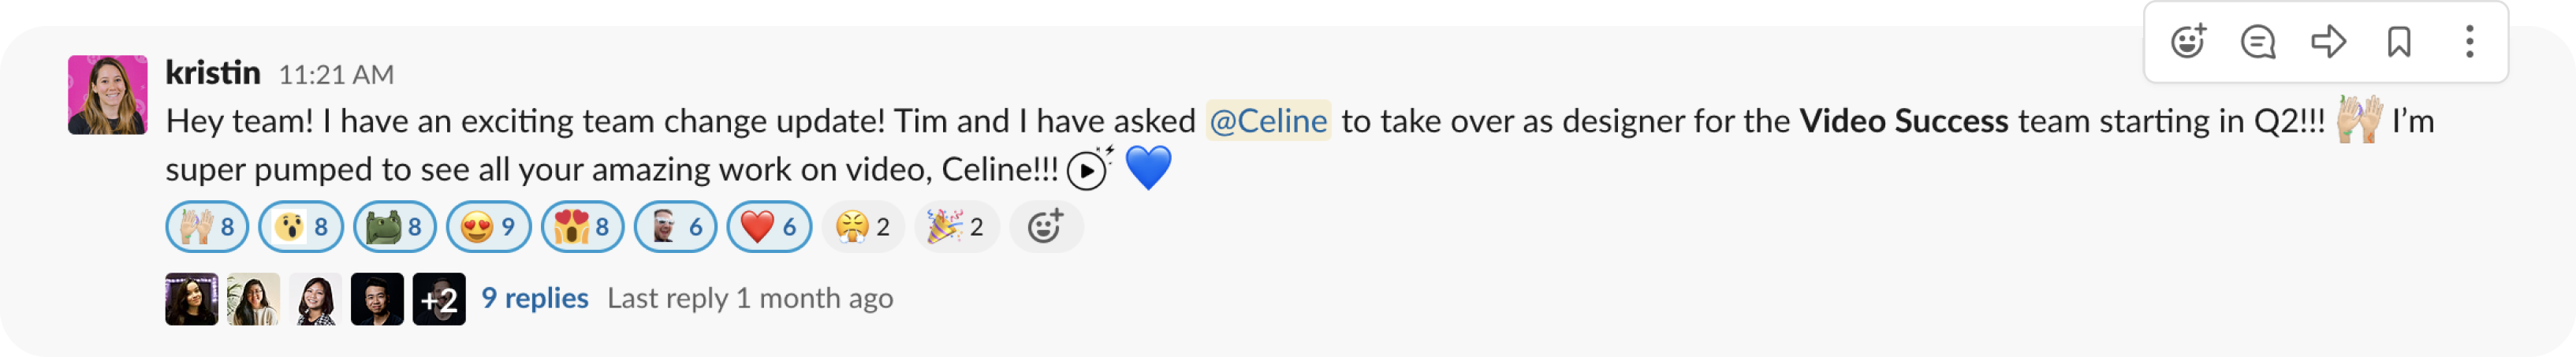 kristin 11:21 AM
Hey team! I have an exciting team change update! Tim and I have asked @Celine to take over as designer for the Video Success team starting in Q2!!! 🙌🏼 I’m
super pumped to see all your amazing work on video, Celine!!! 💙
8 8 8 9 8 6 6 2 2
+2 9 replies Last reply 1 month ago